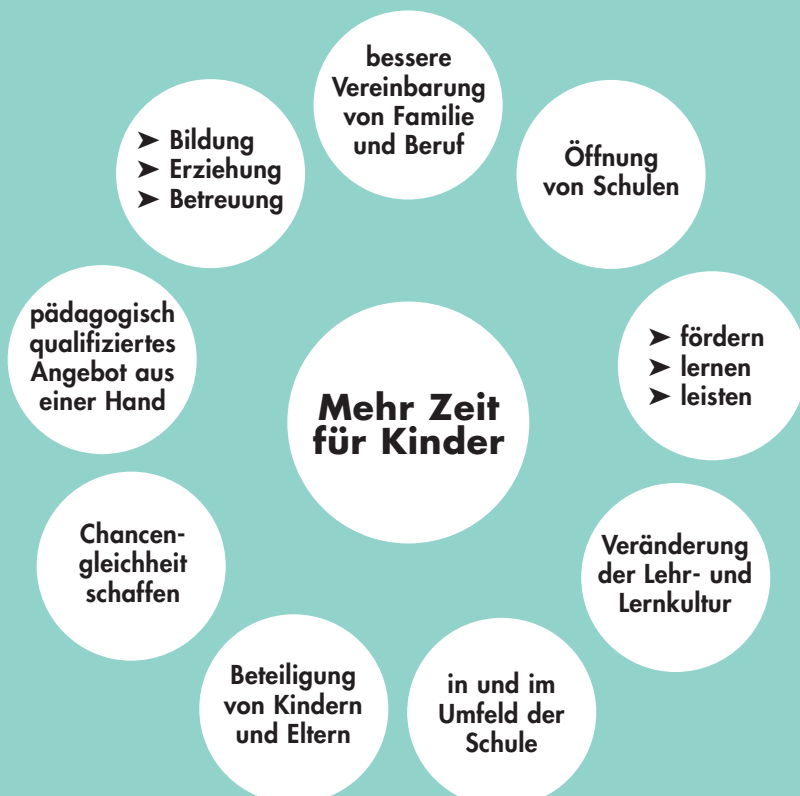 bessere
Vereinbarung
von Familie
und Beruf
➤ Bildung
➤ Erziehung
➤ Betreuung
Öffnung
von Schulen
pädagogisch
qualifiziertes
Angebot aus
einer Hand
➤ fördern
➤ lernen
➤ leisten
Mehr Zeit
für Kinder
Chancen-
gleichheit
schaffen
Veränderung
der Lehr- und
Lernkultur
Beteiligung
von Kindern
und Eltern
in und im
Umfeld der
Schule